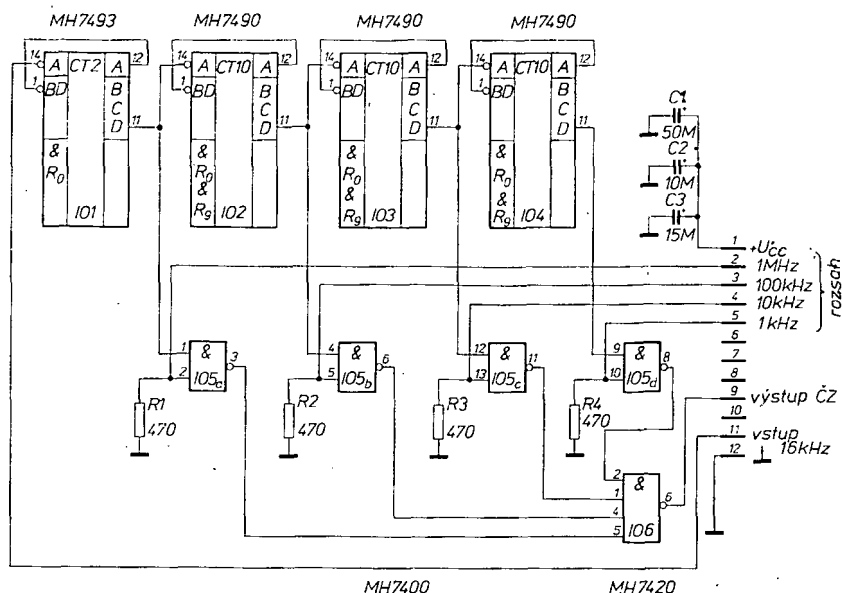 MH7493 MH7490 MH7490 MH7490
14 A CT2 A 12 14 A CT10 A 12 14 A CT10 A 12 14 A CT10 A 12
1 BD B 1 BD B 1 BD B 1 BD B
C C C C
D 11 D 11 D 11 D 11
& & & &
R0 R0 R0 R0
& & &
IO1 R9 IO2 R9 IO3 R9 IO4
C1
50M
C2
10M
C3
15M
1 +Ucc
2 1MHz
3 100kHz
4 10kHz
5 1kHz
rozsah
6
7
8
9 výstup ČZ
10
11 vstup
16kHz
12
1 & 3 4 & 6 12 & 11 9 & 8
2 IO5a 5 IO5b 13 IO5c 10 IO5d
R1 R2 R3 R4
470 470 470 470
2 &
1 6
4
5 IO6
MH7400 MH7420